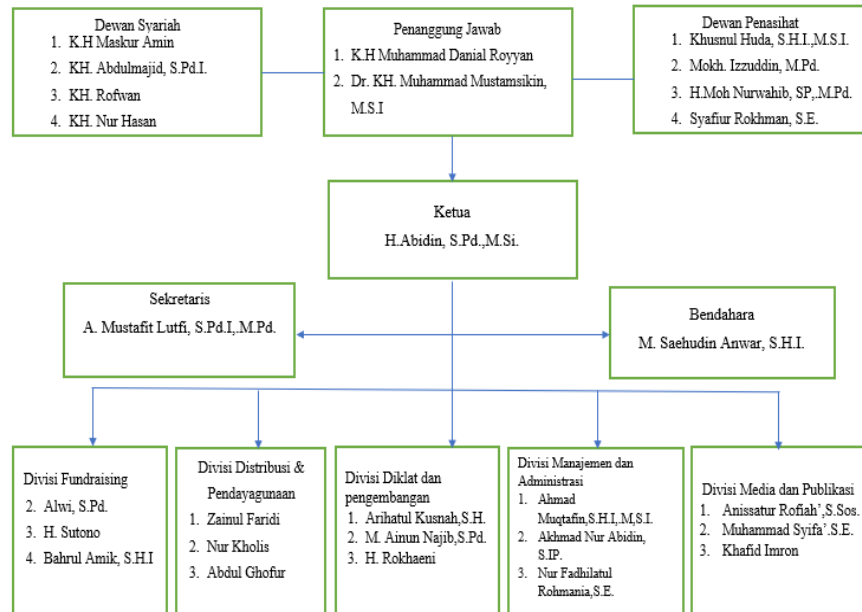 Dewan Syariah
1. K.H Maskur Amin
2. KH. Abdulmajid, S.Pd.I.
3. KH. Rofwan
4. KH. Nur Hasan
Penanggung Jawab
1. K.H Muhammad Danial Royyan
2. Dr. KH. Muhammad Mustamsikin,
M.S.I
Dewan Penasihat
1. Khusnul Huda, S.H.I,.M.S.I.
2. Mokh. Izzuddin, M.Pd.
3. H.Moh Nurwahib, SP,.M.Pd.
4. Syafiur Rokhman, S.E.
Ketua
H.Abidin, S.Pd.,M.Si.
Sekretaris
A. Mustafit Lutfi, S.Pd.I,.M.Pd.
Bendahara
M. Saehudin Anwar, S.H.I.
Divisi Fundraising
2. Alwi, S.Pd.
3. H. Sutono
4. Bahrul Amik, S.H.I
Divisi Distribusi &
Pendayagunaan
1. Zainul Faridi
2. Nur Kholis
3. Abdul Ghofur
Divisi Diklat dan
pengembangan
1. Arihatul Kusnah,S.H.
2. M. Ainun Najib,S.Pd.
3. H. Rokhaeni
Divisi Manajemen dan
Administrasi
1. Ahmad
Muqtafin,S.H.I,.M,S.I.
2. Akhmad Nur Abidin,
S.IP.
3. Nur Fadhilatul
Rohmania,S.E.
Divisi Media dan Publikasi
1. Anissatur Rofiah’,S.Sos.
2. Muhammad Syifa’.S.E.
3. Khafid Imron